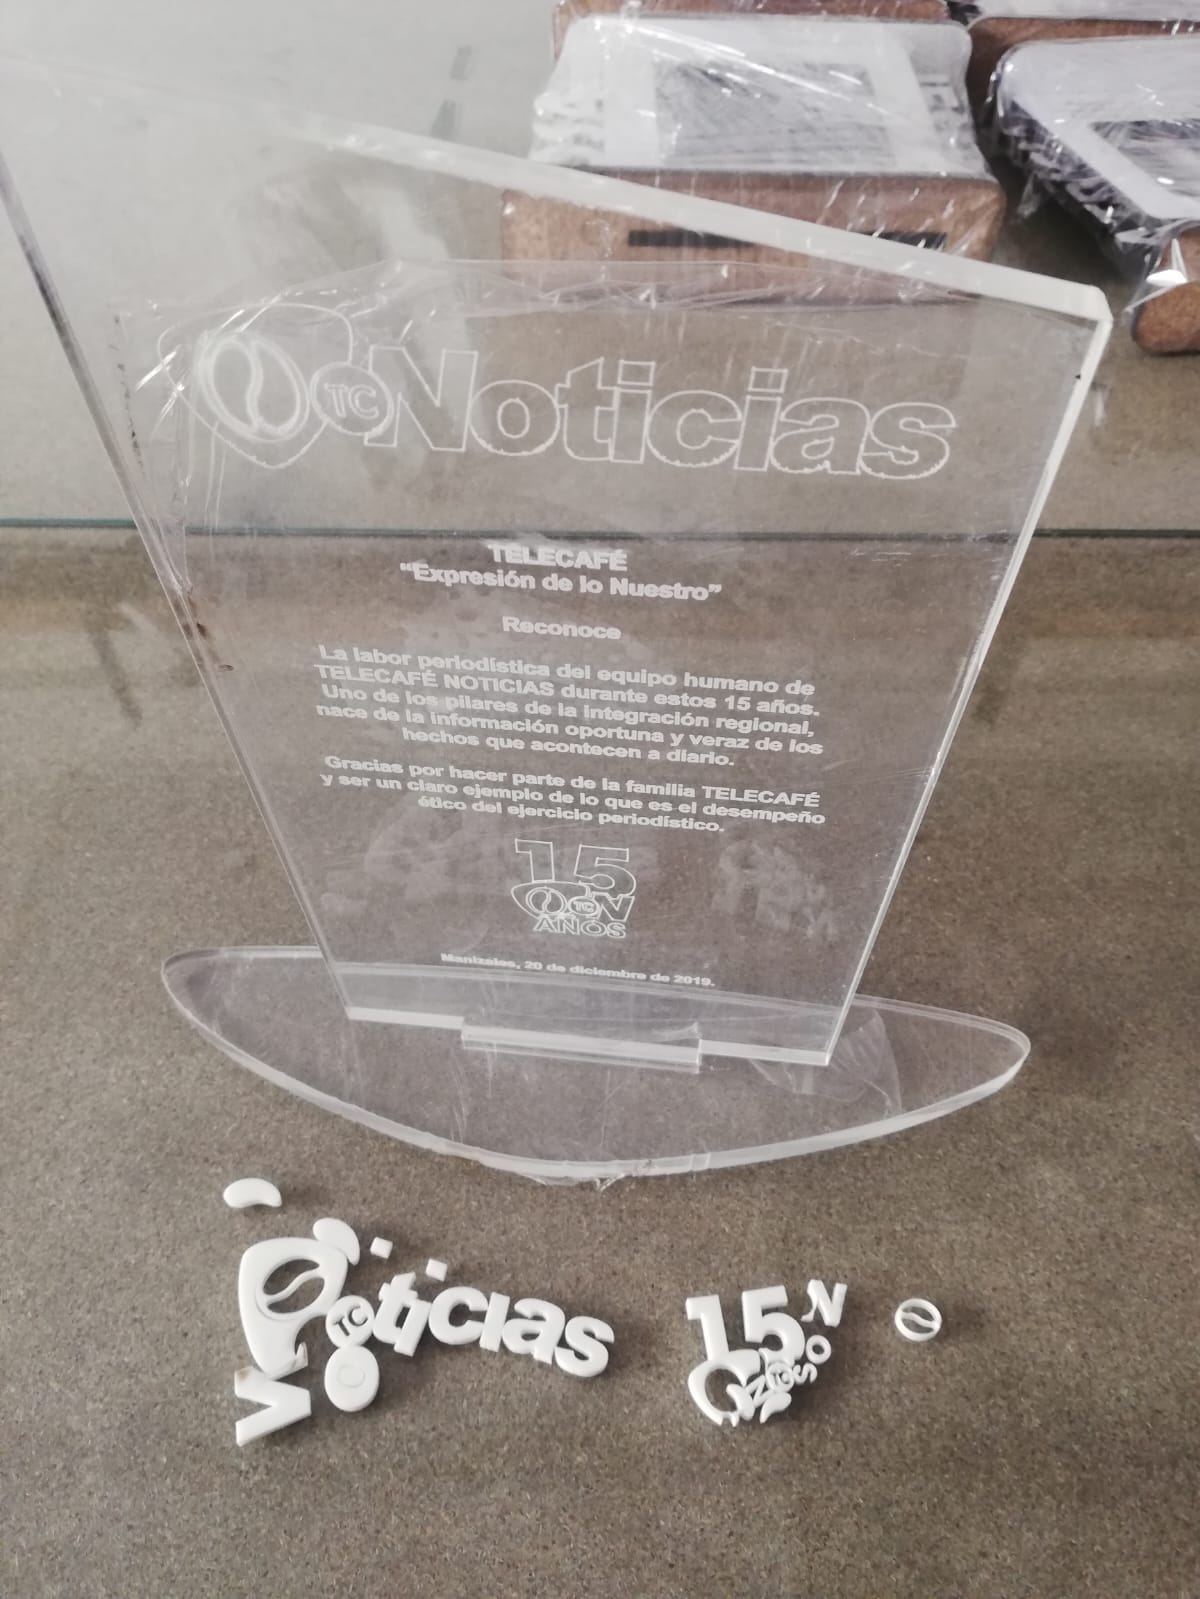 TC Noticias
TELECAFÉ
“Expresión de lo Nuestro”
Reconoce
La labor periodística del equipo humano de
TELECAFÉ NOTICIAS durante estos 15 años.
Uno de los pilares de la integración regional,
nace de la información oportuna y veraz de los
hechos que acontecen a diario.
Gracias por hacer parte de la familia TELECAFÉ
y ser un claro ejemplo de lo que es el desempeño
ético del ejercicio periodístico.
15
TC N
AÑOS
Manizales, 20 de diciembre de 2019.
TC ticias
N o
15 N
TC